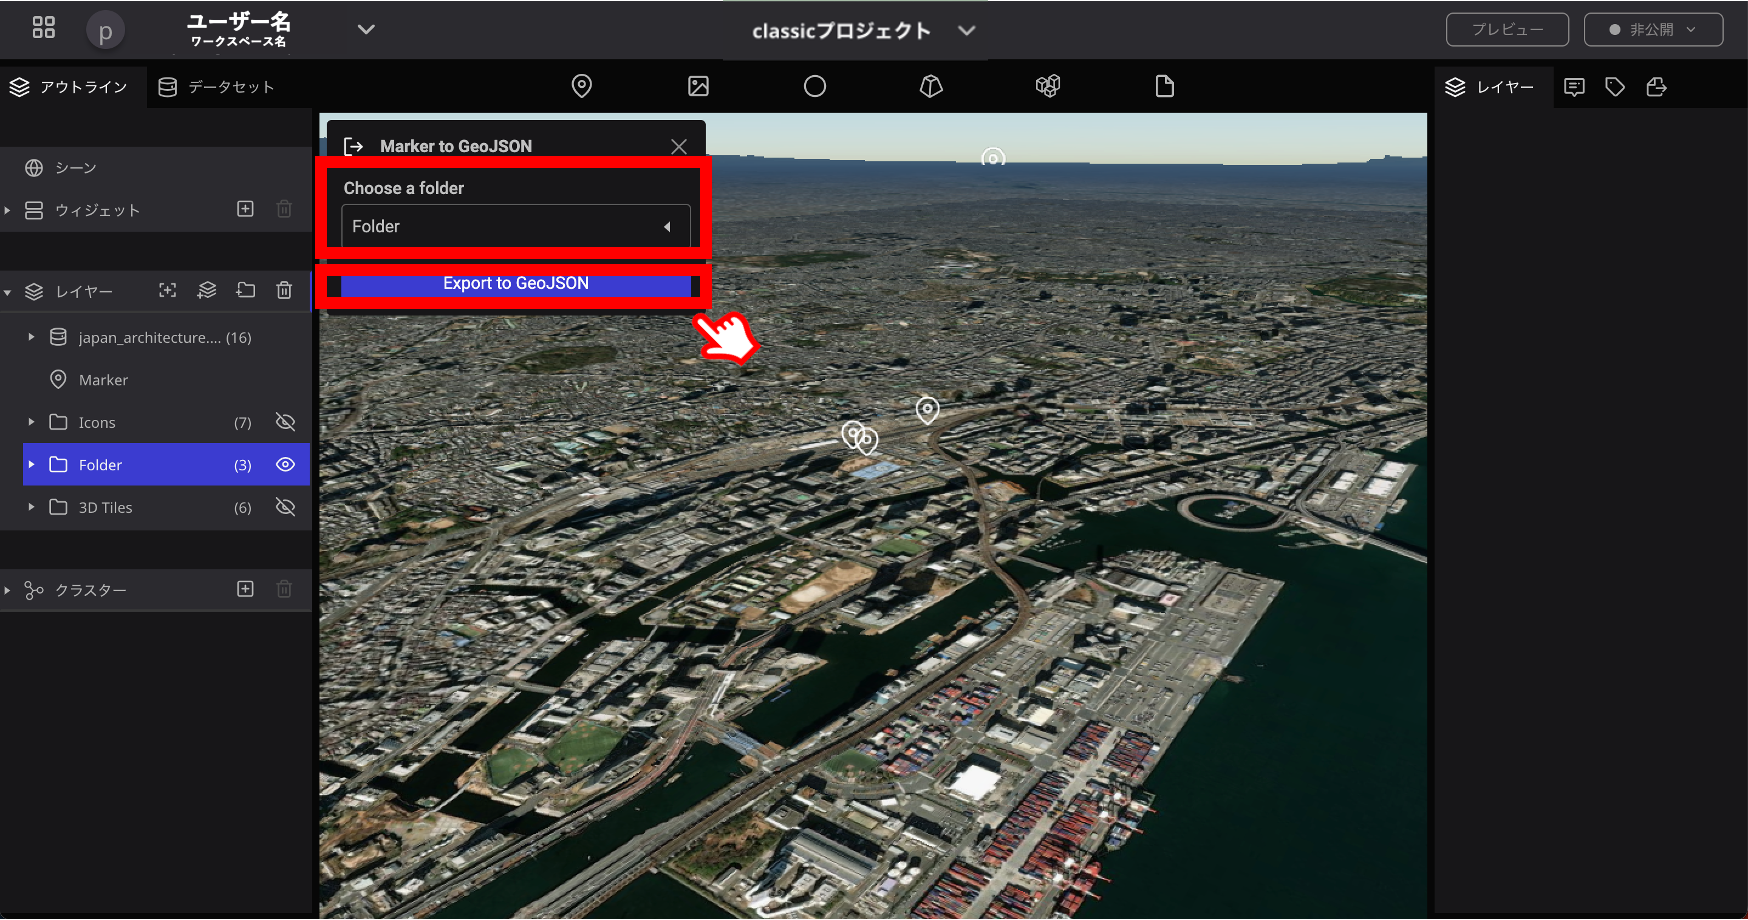 p
ユーザー名
ワークスペース名
classicプロジェクト
プレビュー
非公開
アウトライン
データセット
レイヤー
シーン
ウィジェット
レイヤー
japan_architecture.... (16)
Marker
Icons (7)
Folder (3)
3D Tiles (6)
クラスター
Marker to GeoJSON
Choose a folder
Folder
Export to GeoJSON